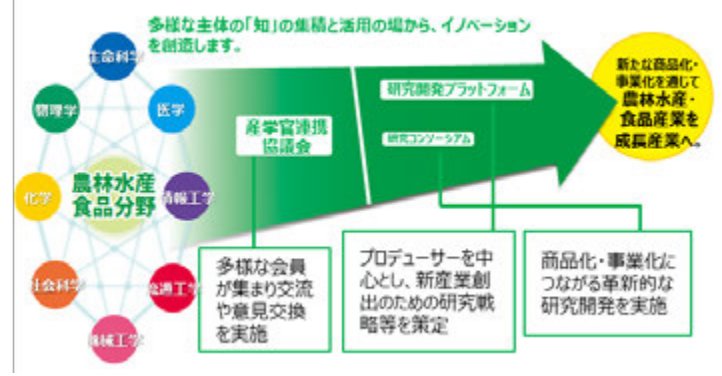 多様な主体の「知」の集積と活用の場から、イノベーション
を創造します。
生命科学
物理学
医学
化学
農林水産
食品分野
情報工学
社会科学
流通工学
機械工学
産学官連携
協議会
研究開発プラットフォーム
研究コンソーシアム
新たな商品化・
事業化を通じて
農林水産・
食品産業を
成長産業へ。
多様な会員
が集まり交流
や意見交換
を実施
プロデューサーを中
心とし、新産業創
出のための研究戦
略等を策定
商品化・事業化に
つながる革新的な
研究開発を実施